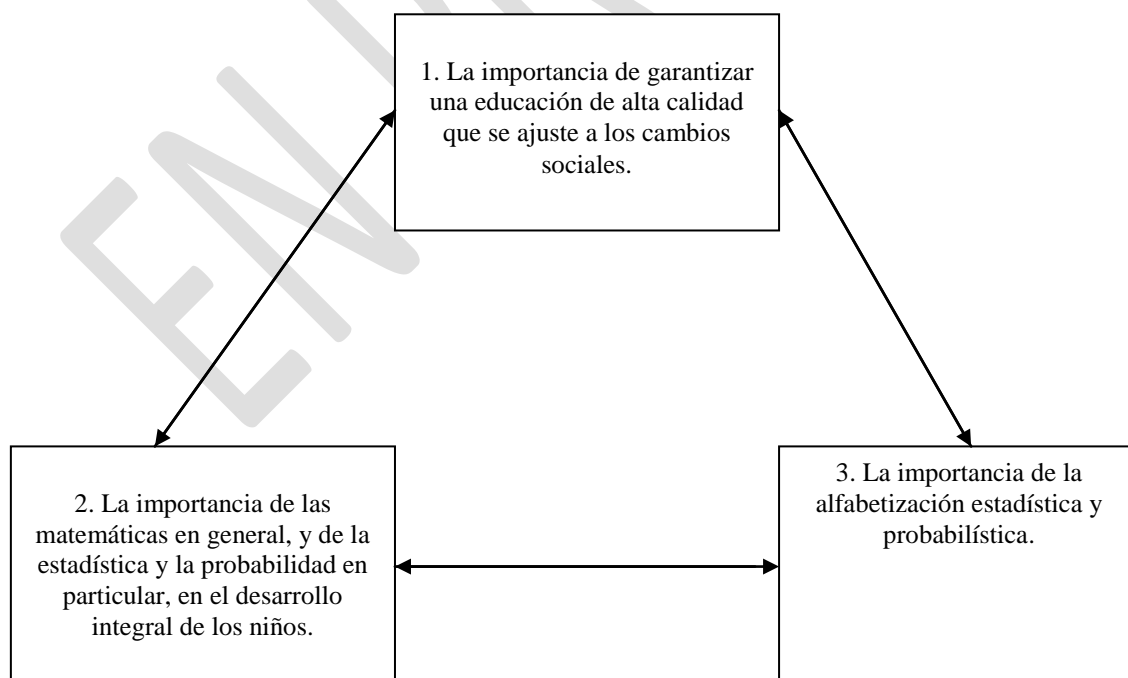 1. La importancia de garantizar
una educación de alta calidad
que se ajuste a los cambios
sociales.
2. La importancia de las
matemáticas en general, y de la
estadística y la probabilidad en
particular, en el desarrollo
integral de los niños.
3. La importancia de la
alfabetización estadística y
probabilística.
EN